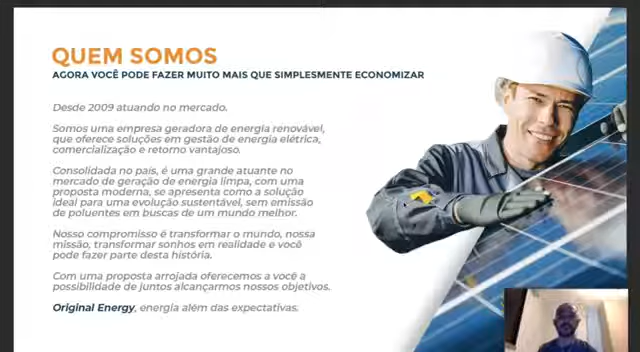 QUEM SOMOS
AGORA VOCÊ PODE FAZER MUITO MAIS QUE SIMPLESMENTE ECONOMIZAR
Desde 2009 atuando no mercado.
Somos uma empresa geradora de energia renovável,
que oferece soluções em gestão de energia elétrica,
comercialização e retorno vantajoso.
Consolidada no país, é uma grande atuante no
mercado de geração de energia limpa, com uma
proposta moderna, se apresenta como a solução
ideal para uma evolução sustentável, sem emissão
de poluentes em buscas de um mundo melhor.
Nosso compromisso é transformar o mundo, nossa
missão, transformar sonhos em realidade e você
pode fazer parte desta história.
Com uma proposta arrojada oferecemos a você a
possibilidade de juntos alcançarmos nossos objetivos.
Original Energy, energia além das expectativas.